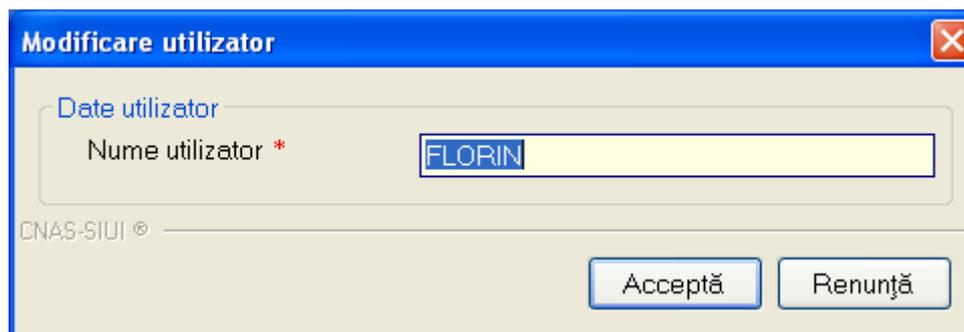 Modificare utilizator
Date utilizator
Nume utilizator * FLORIN
CNAS-SIUI ®
Acceptă Renunţă